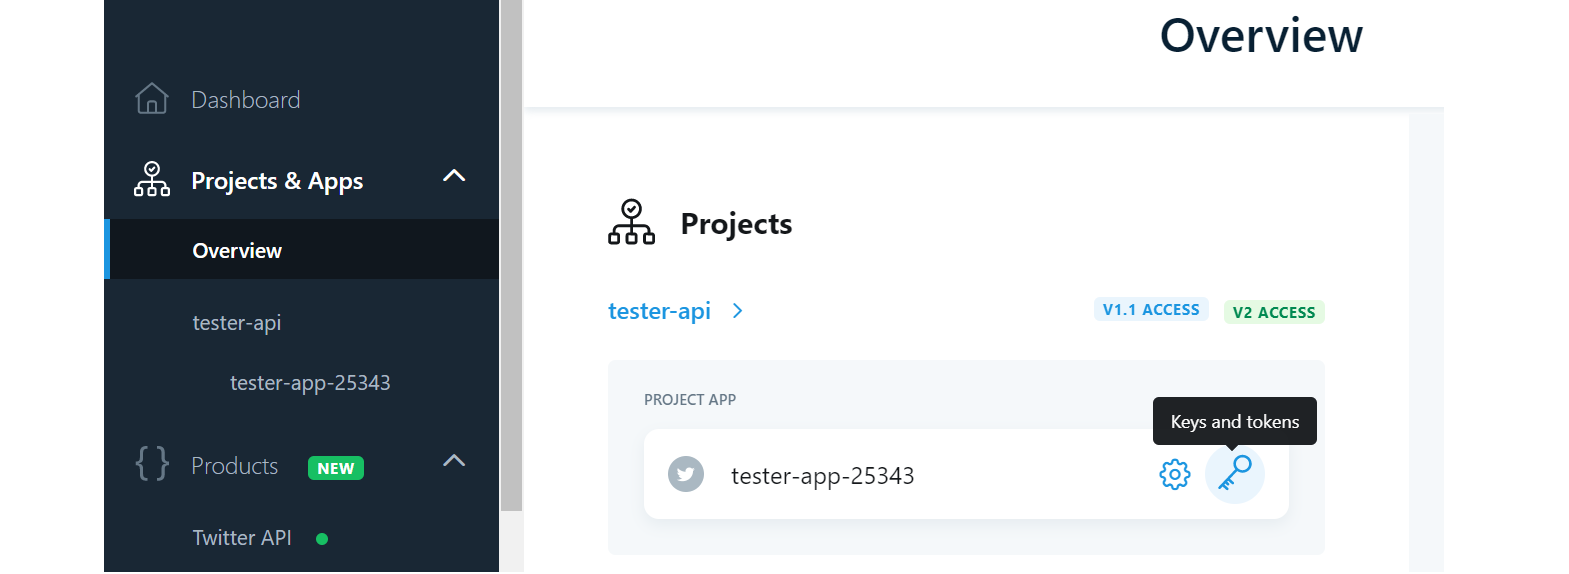 Dashboard
Projects & Apps
Overview
tester-api
tester-app-25343
Products NEW
Twitter API
Overview
Projects
tester-api
V1.1 ACCESS V2 ACCESS
PROJECT APP
Keys and tokens
tester-app-25343